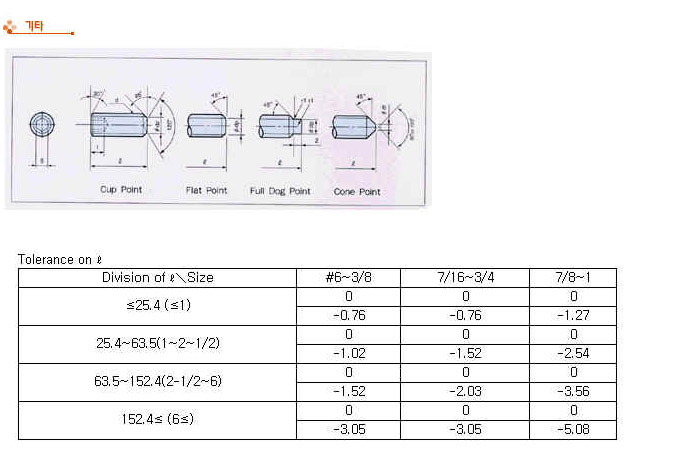 기타
Cup Point Flat Point Full Dog Point Cone Point
Tolerance on ℓ
Division of ℓ＼Size #6~3/8 7/16~3/4 7/8~1
≤25.4 (≤1) 0 0 0
-0.76 -0.76 -1.27
25.4~63.5(1~2~1/2) 0 0 0
-1.02 -1.52 -2.54
63.5~152.4(2-1/2~6) 0 0 0
-1.52 -2.03 -3.56
152.4≤ (6≤) 0 0 0
-3.05 -3.05 -5.08